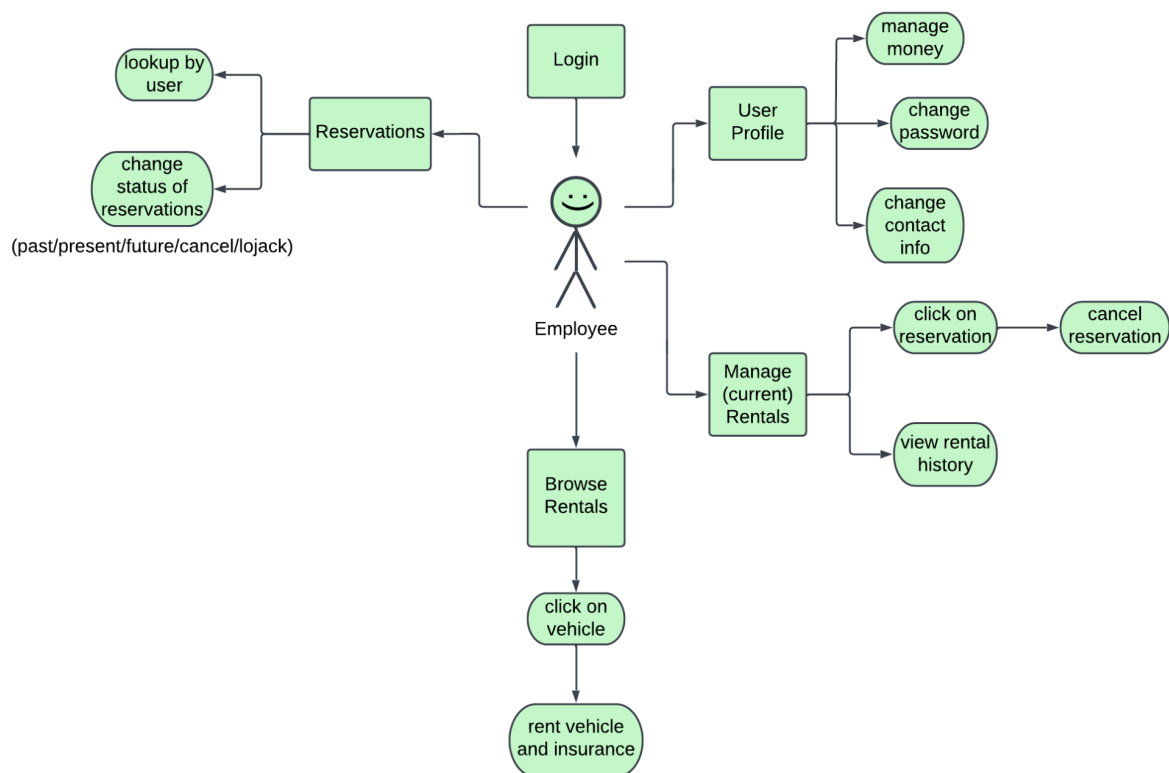 Login
lookup by
user
Reservations
change
status of
reservations
(past/present/future/cancel/lojack)
User
Profile
manage
money
change
password
change
contact
info
Employee
Manage
(current)
Rentals
click on
reservation
cancel
reservation
view rental
history
Browse
Rentals
click on
vehicle
rent vehicle
and insurance